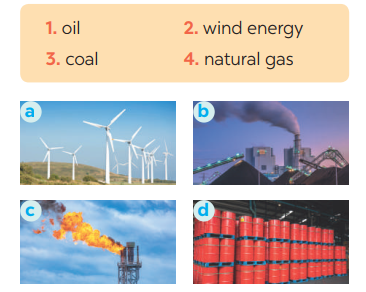 1. oil 2. wind energy
3. coal 4. natural gas
a b
c d